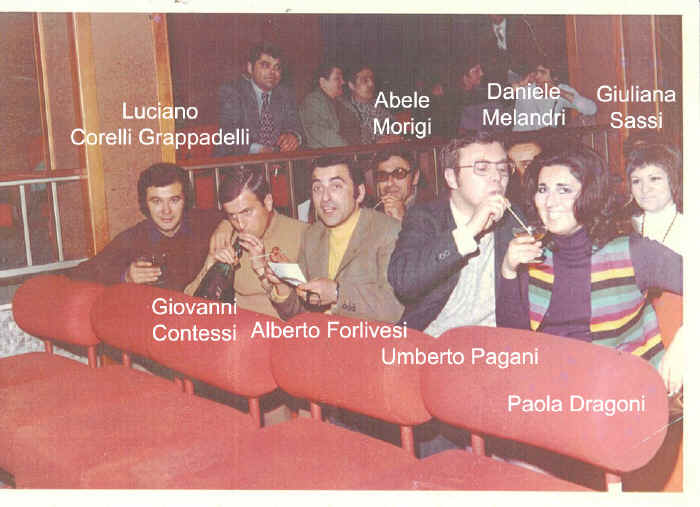 Luciano
Corelli Grappadelli
Abele
Morigi
Daniele
Melandri
Giuliana
Sassi
Giovanni
Contessi
Alberto Forlivesi
Umberto Pagani
Paola Dragoni